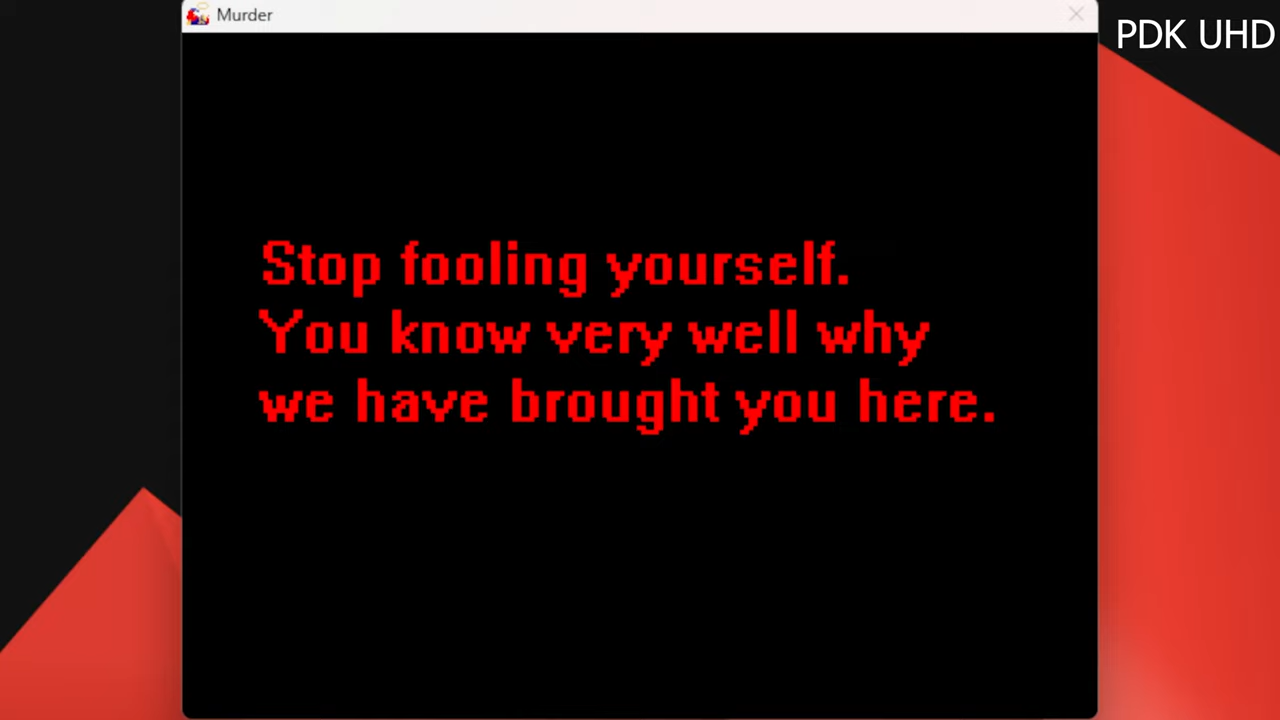 Murder
PDK UHD
Stop fooling yourself.
You know very well why
we have brought you here.